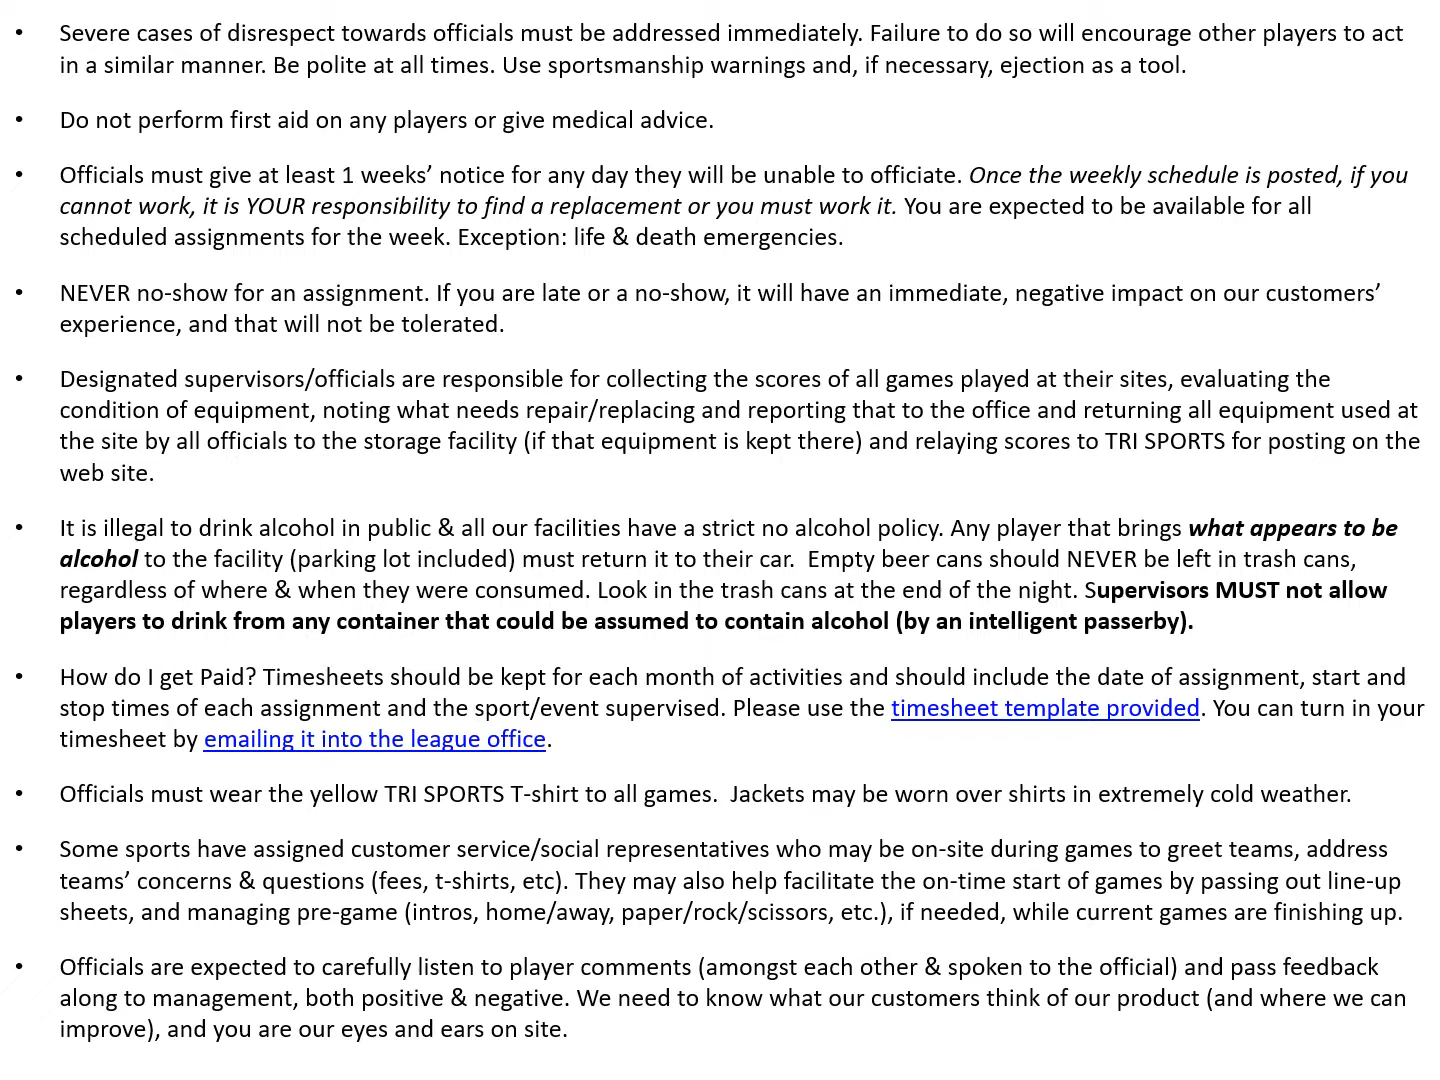 • Severe cases of disrespect towards officials must be addressed immediately. Failure to do so will encourage other players to act
in a similar manner. Be polite at all times. Use sportsmanship warnings and, if necessary, ejection as a tool.
• Do not perform first aid on any players or give medical advice.
• Officials must give at least 1 weeks’ notice for any day they will be unable to officiate. Once the weekly schedule is posted, if you
cannot work, it is YOUR responsibility to find a replacement or you must work it. You are expected to be available for all
scheduled assignments for the week. Exception: life & death emergencies.
• NEVER no-show for an assignment. If you are late or a no-show, it will have an immediate, negative impact on our customers’
experience, and that will not be tolerated.
• Designated supervisors/officials are responsible for collecting the scores of all games played at their sites, evaluating the
condition of equipment, noting what needs repair/replacing and reporting that to the office and returning all equipment used at
the site by all officials to the storage facility (if that equipment is kept there) and relaying scores to TRI SPORTS for posting on the
web site.
• It is illegal to drink alcohol in public & all our facilities have a strict no alcohol policy. Any player that brings what appears to be
alcohol to the facility (parking lot included) must return it to their car.  Empty beer cans should NEVER be left in trash cans,
regardless of where & when they were consumed. Look in the trash cans at the end of the night. Supervisors MUST not allow
players to drink from any container that could be assumed to contain alcohol (by an intelligent passerby).
• How do I get Paid? Timesheets should be kept for each month of activities and should include the date of assignment, start and
stop times of each assignment and the sport/event supervised. Please use the timesheet template provided. You can turn in your
timesheet by emailing it into the league office.
• Officials must wear the yellow TRI SPORTS T-shirt to all games.  Jackets may be worn over shirts in extremely cold weather.
• Some sports have assigned customer service/social representatives who may be on-site during games to greet teams, address
teams’ concerns & questions (fees, t-shirts, etc). They may also help facilitate the on-time start of games by passing out line-up
sheets, and managing pre-game (intros, home/away, paper/rock/scissors, etc.), if needed, while current games are finishing up.
• Officials are expected to carefully listen to player comments (amongst each other & spoken to the official) and pass feedback
along to management, both positive & negative. We need to know what our customers think of our product (and where we can
improve), and you are our eyes and ears on site.